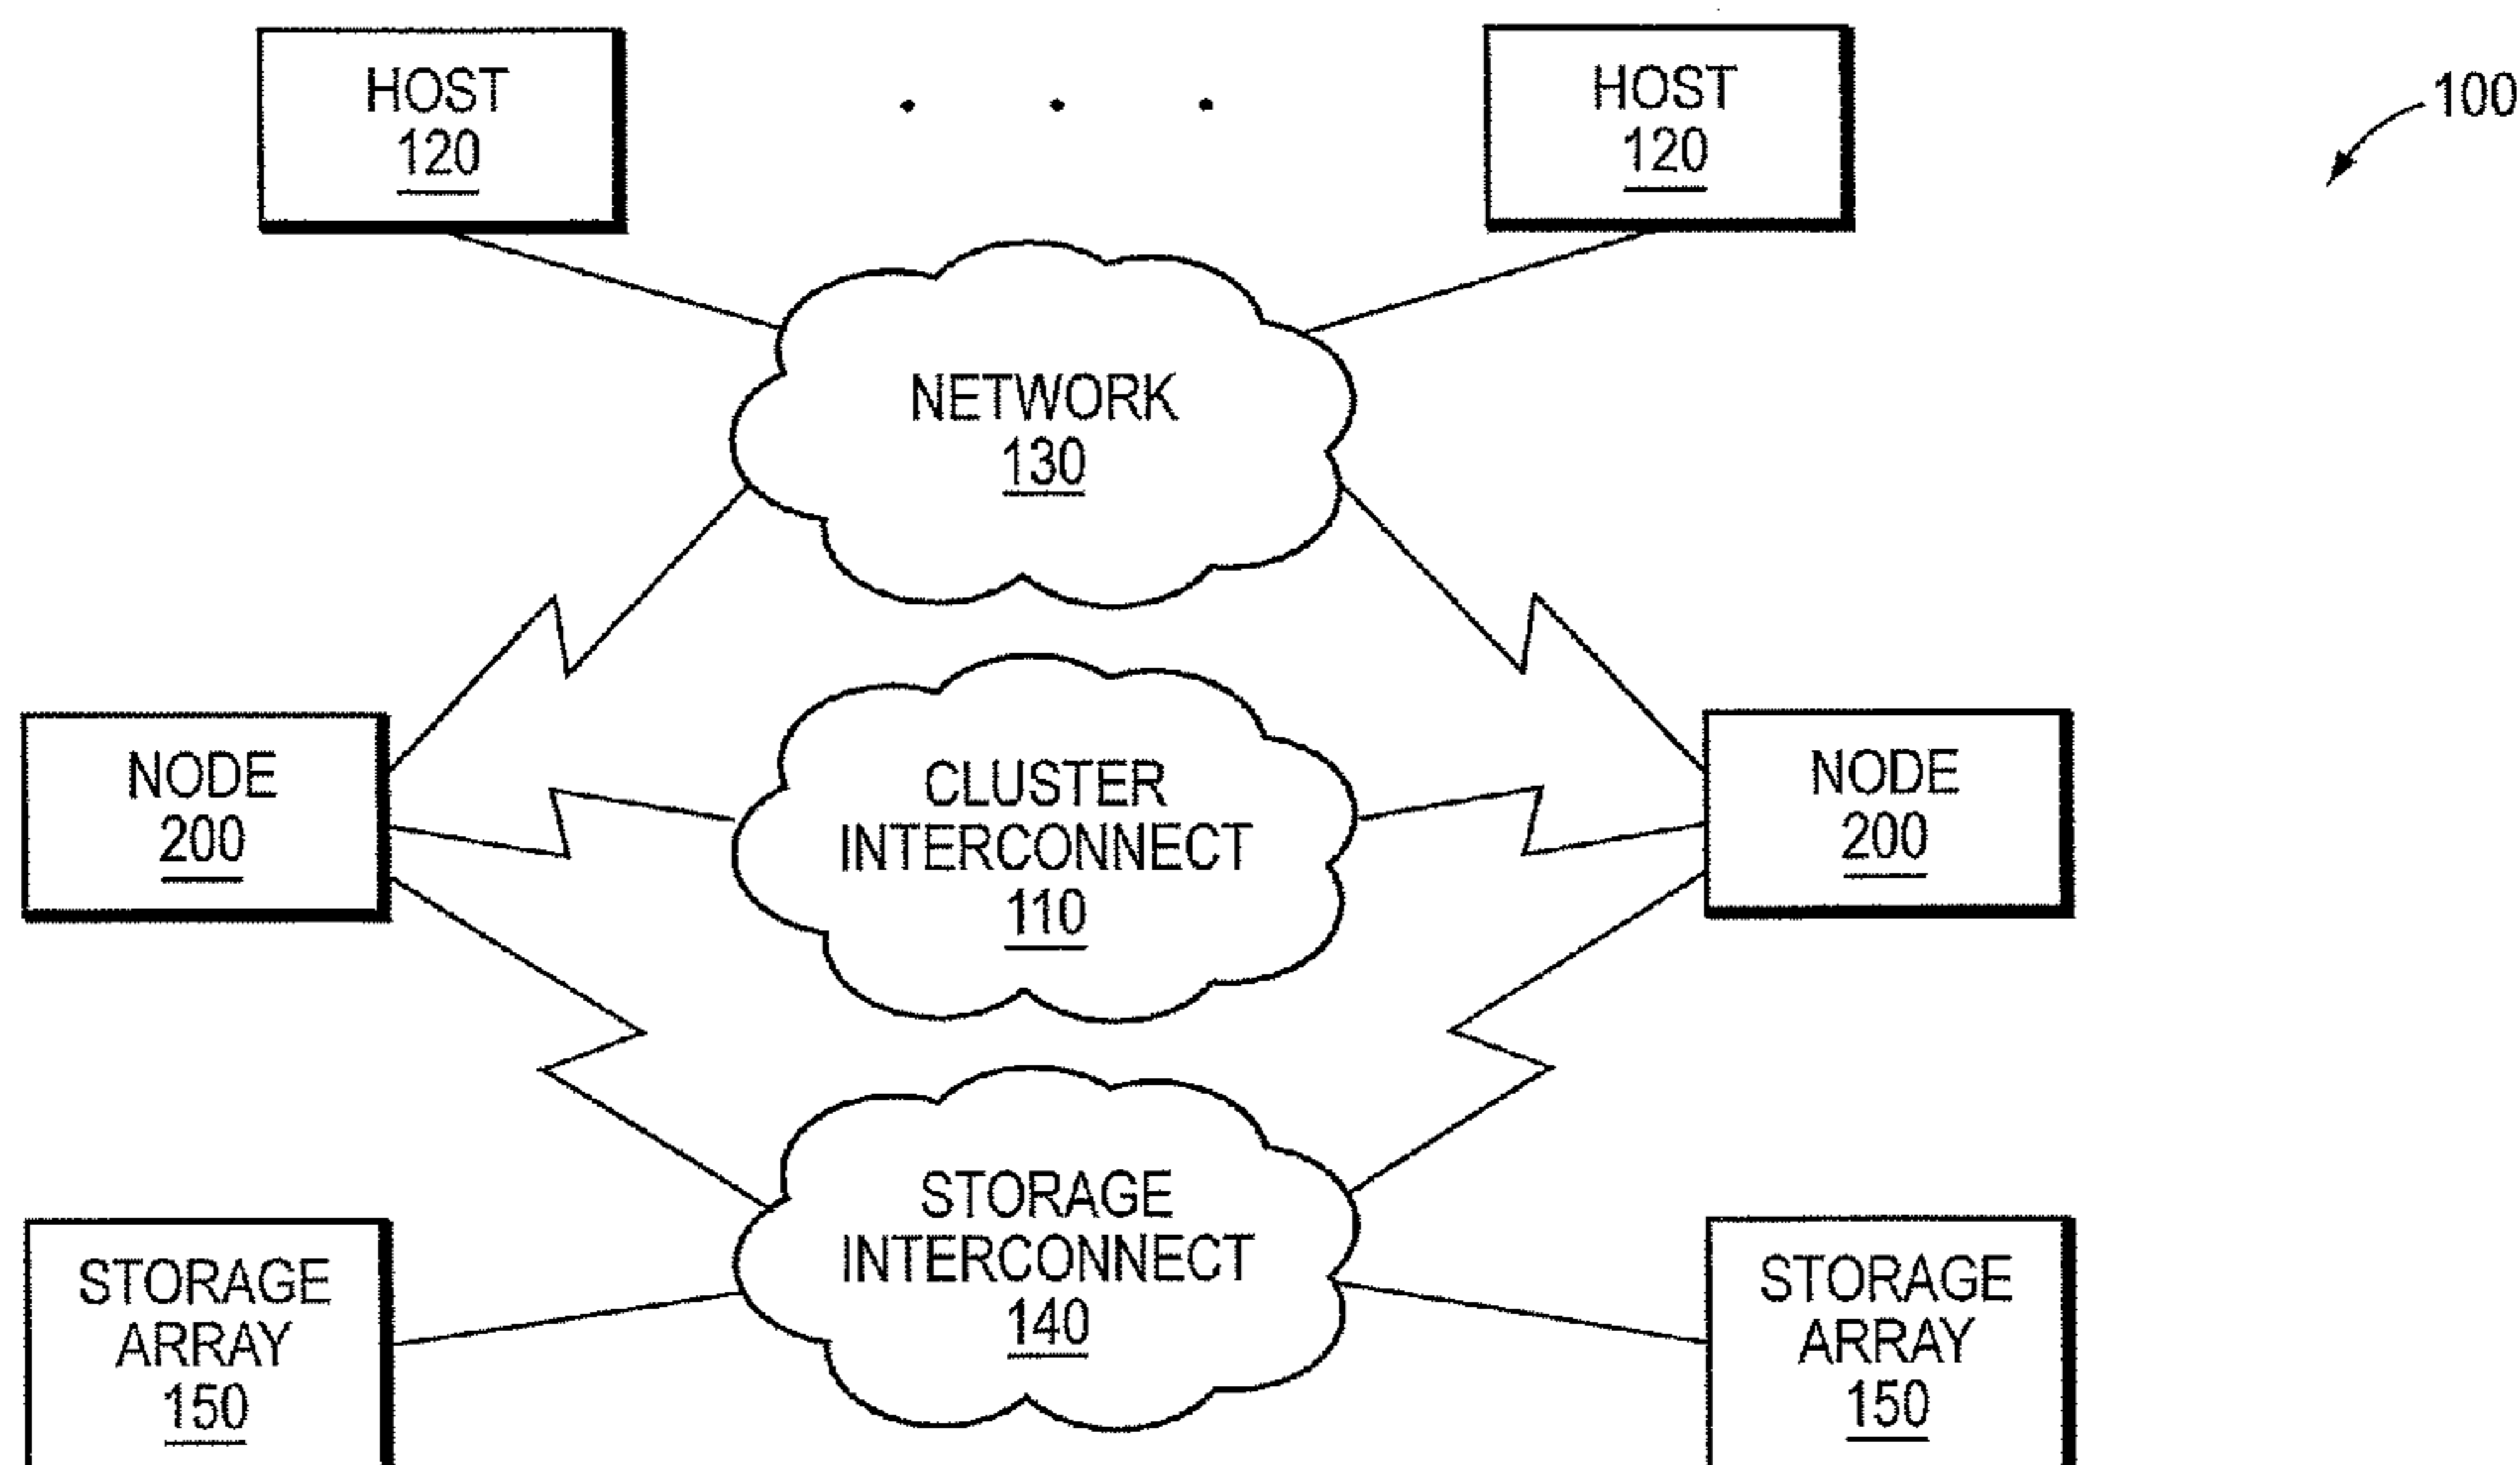 HOST
120
HOST
120
100
NETWORK
130
NODE
200
CLUSTER
INTERCONNECT
110
NODE
200
STORAGE
INTERCONNECT
140
STORAGE
ARRAY
150
STORAGE
ARRAY
150